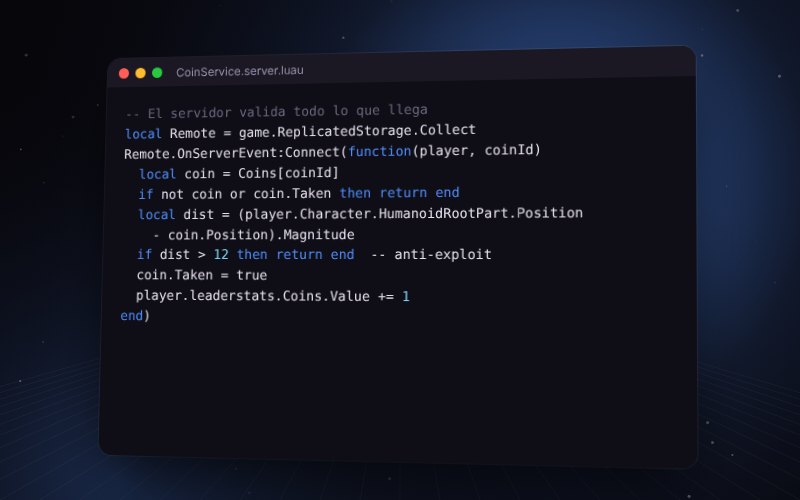 CoinService.server.luau
-- El servidor valida todo lo que llega
local Remote = game.ReplicatedStorage.Collect
Remote.OnServerEvent:Connect(function(player, coinId)
  local coin = Coins[coinId]
  if not coin or coin.Taken then return end
  local dist = (player.Character.HumanoidRootPart.Position
    - coin.Position).Magnitude
  if dist > 12 then return end  -- anti-exploit
  coin.Taken = true
  player.leaderstats.Coins.Value += 1
end)